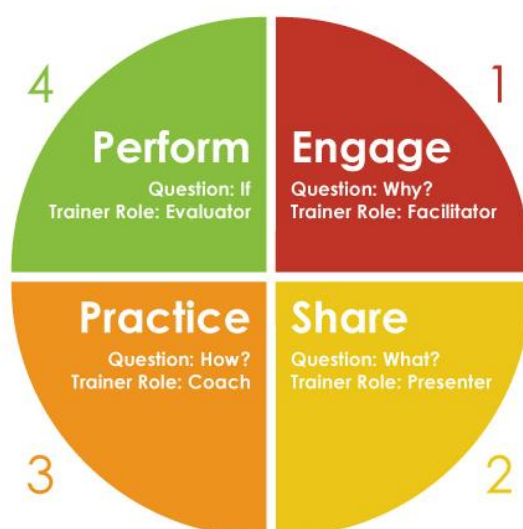 4
Perform
Question: If
Trainer Role: Evaluator
1
Engage
Question: Why?
Trainer Role: Facilitator
Practice
Question: How?
Trainer Role: Coach
3
Share
Question: What?
Trainer Role: Presenter
2